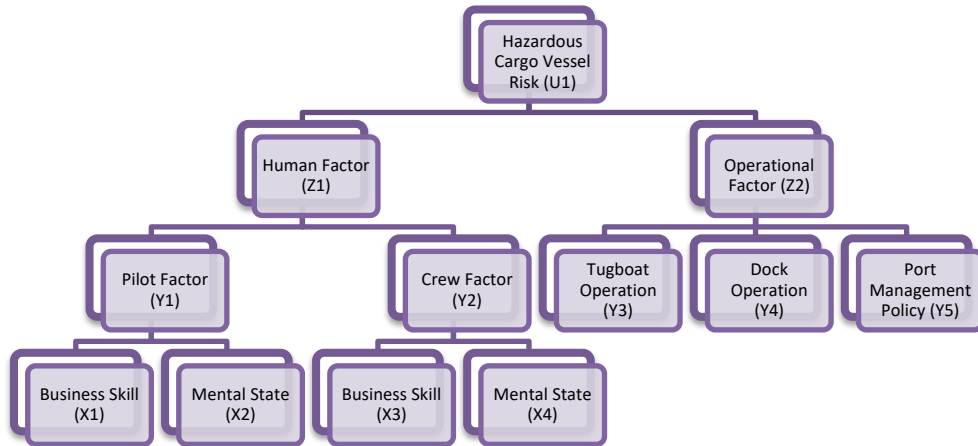 Hazardous
Cargo Vessel
Risk (U1)
Human Factor
(Z1)
Operational
Factor (Z2)
Pilot Factor
(Y1)
Crew Factor
(Y2)
Tugboat
Operation
(Y3)
Dock
Operation
(Y4)
Port
Management
Policy (Y5)
Business Skill
(X1)
Mental State
(X2)
Business Skill
(X3)
Mental State
(X4)